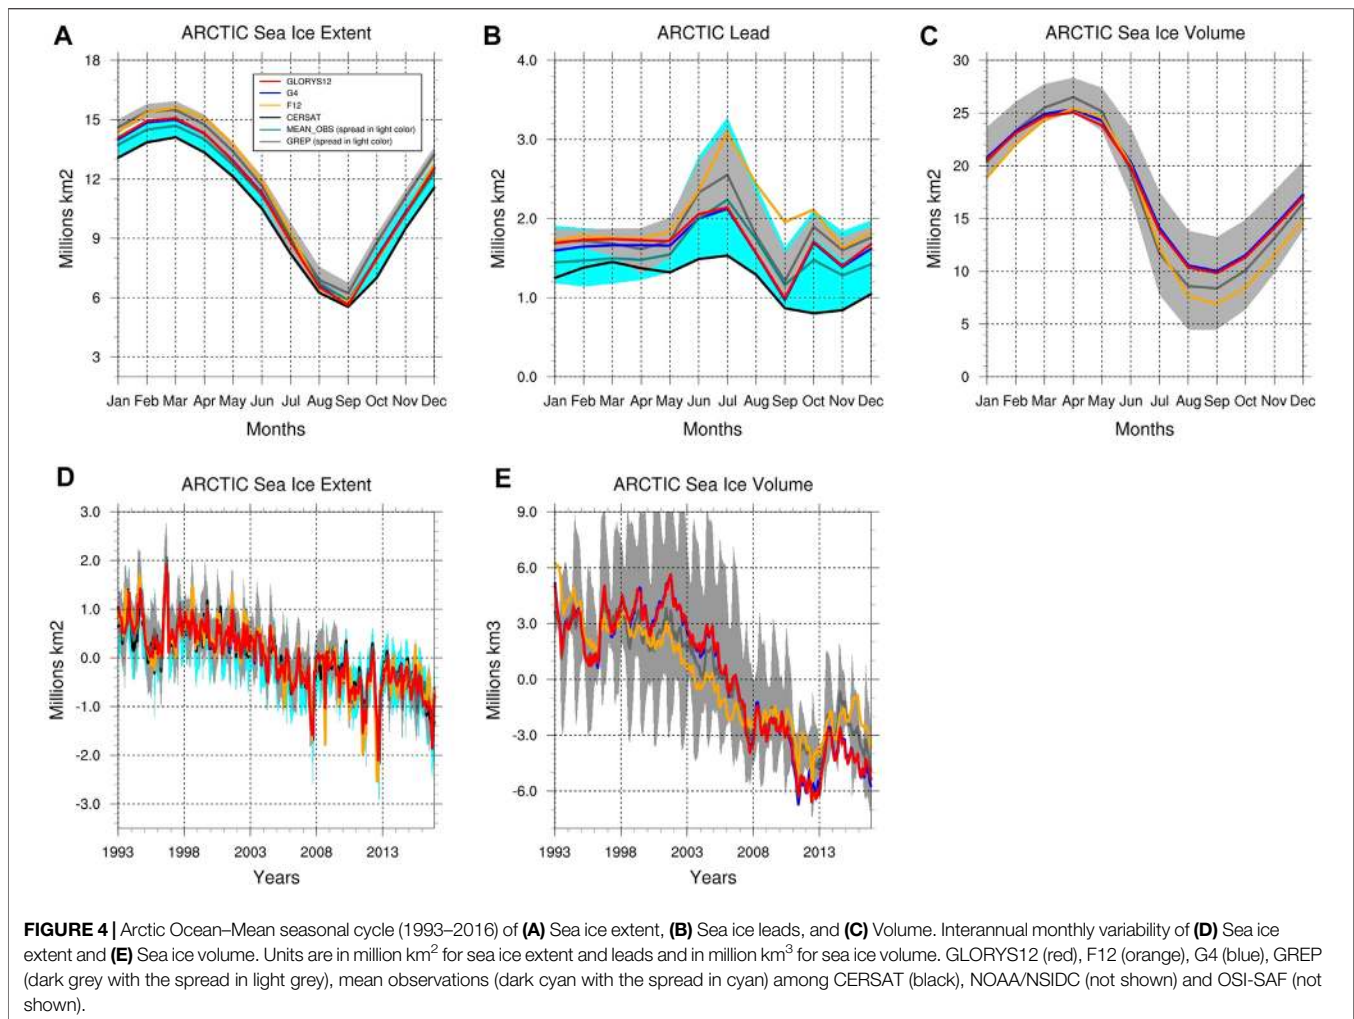 A
ARCTIC Sea Ice Extent
Millions km2
18
15
12
9
6
3
GLORYS12
G4
F12
CERSAT
MEAN_OBS (spread in light color)
GREP (spread in light color)
Jan Feb Mar Apr May Jun Jul Aug Sep Oct Nov Dec
Months
B
ARCTIC Lead
Millions km2
4.0
3.0
2.0
1.0
0.0
Jan Feb Mar Apr May Jun Jul Aug Sep Oct Nov Dec
Months
C
ARCTIC Sea Ice Volume
Millions km2
30
25
20
15
10
5
0
Jan Feb Mar Apr May Jun Jul Aug Sep Oct Nov Dec
Months
D
ARCTIC Sea Ice Extent
Millions km2
3.0
2.0
1.0
0.0
-1.0
-2.0
-3.0
1993 1998 2003 2008 2013
Years
E
ARCTIC Sea Ice Volume
Millions km3
9.0
6.0
3.0
0.0
-3.0
-6.0
1993 1998 2003 2008 2013
Years
FIGURE 4 | Arctic Ocean–Mean seasonal cycle (1993–2016) of (A) Sea ice extent, (B) Sea ice leads, and (C) Volume. Interannual monthly variability of (D) Sea ice
extent and (E) Sea ice volume. Units are in million km² for sea ice extent and leads and in million km³ for sea ice volume. GLORYS12 (red), F12 (orange), G4 (blue), GREP
(dark grey with the spread in light grey), mean observations (dark cyan with the spread in cyan) among CERSAT (black), NOAA/NSIDC (not shown) and OSI-SAF (not
shown).